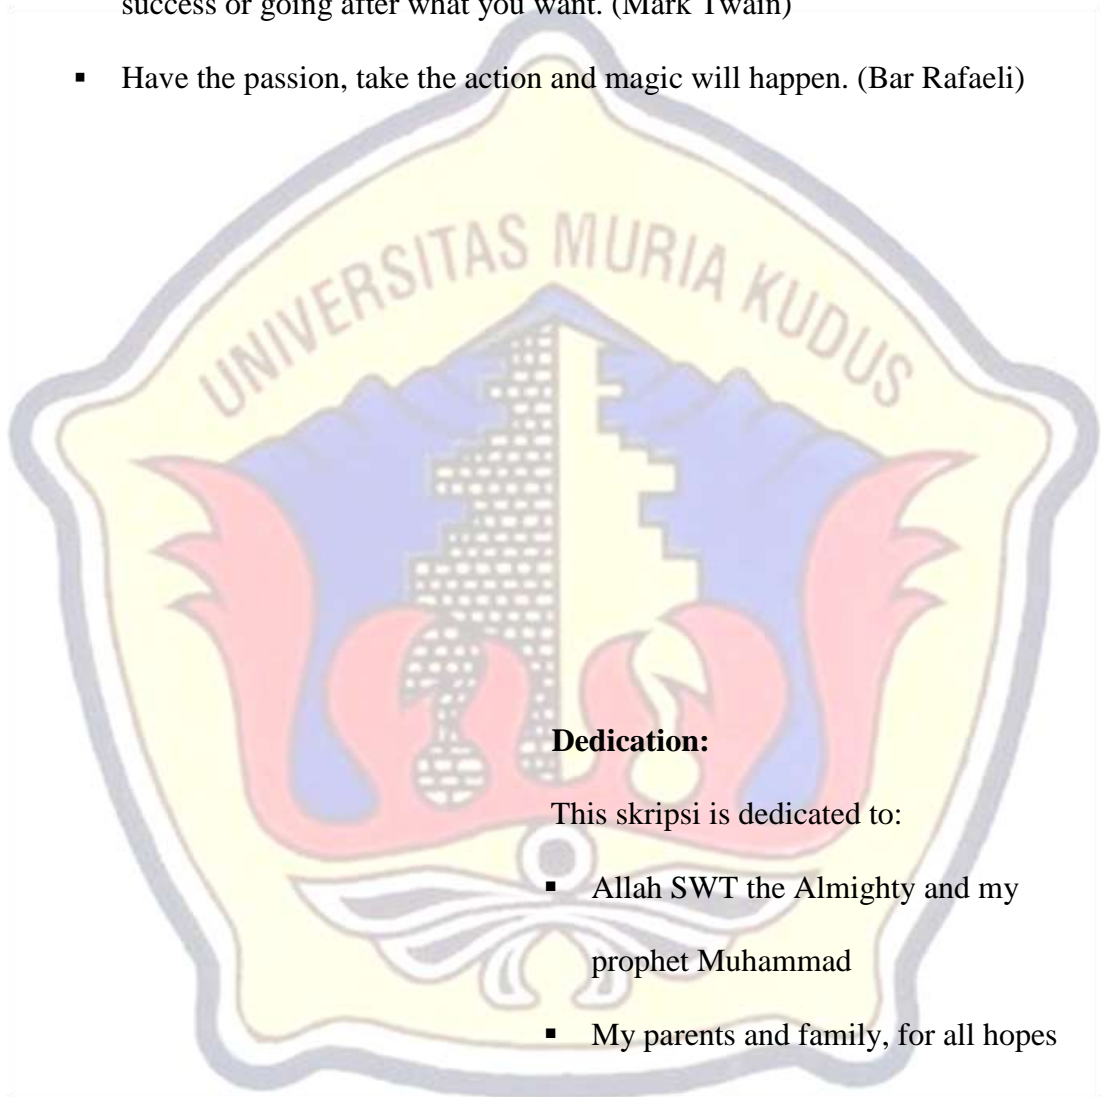 success or going after what you want. (Mark Twain)
▪ Have the passion, take the action and magic will happen. (Bar Rafaeli)
UNIVERSITAS MURIA KUDUS
Dedication:
This skripsi is dedicated to:
▪ Allah SWT the Almighty and my
prophet Muhammad
▪ My parents and family, for all hopes